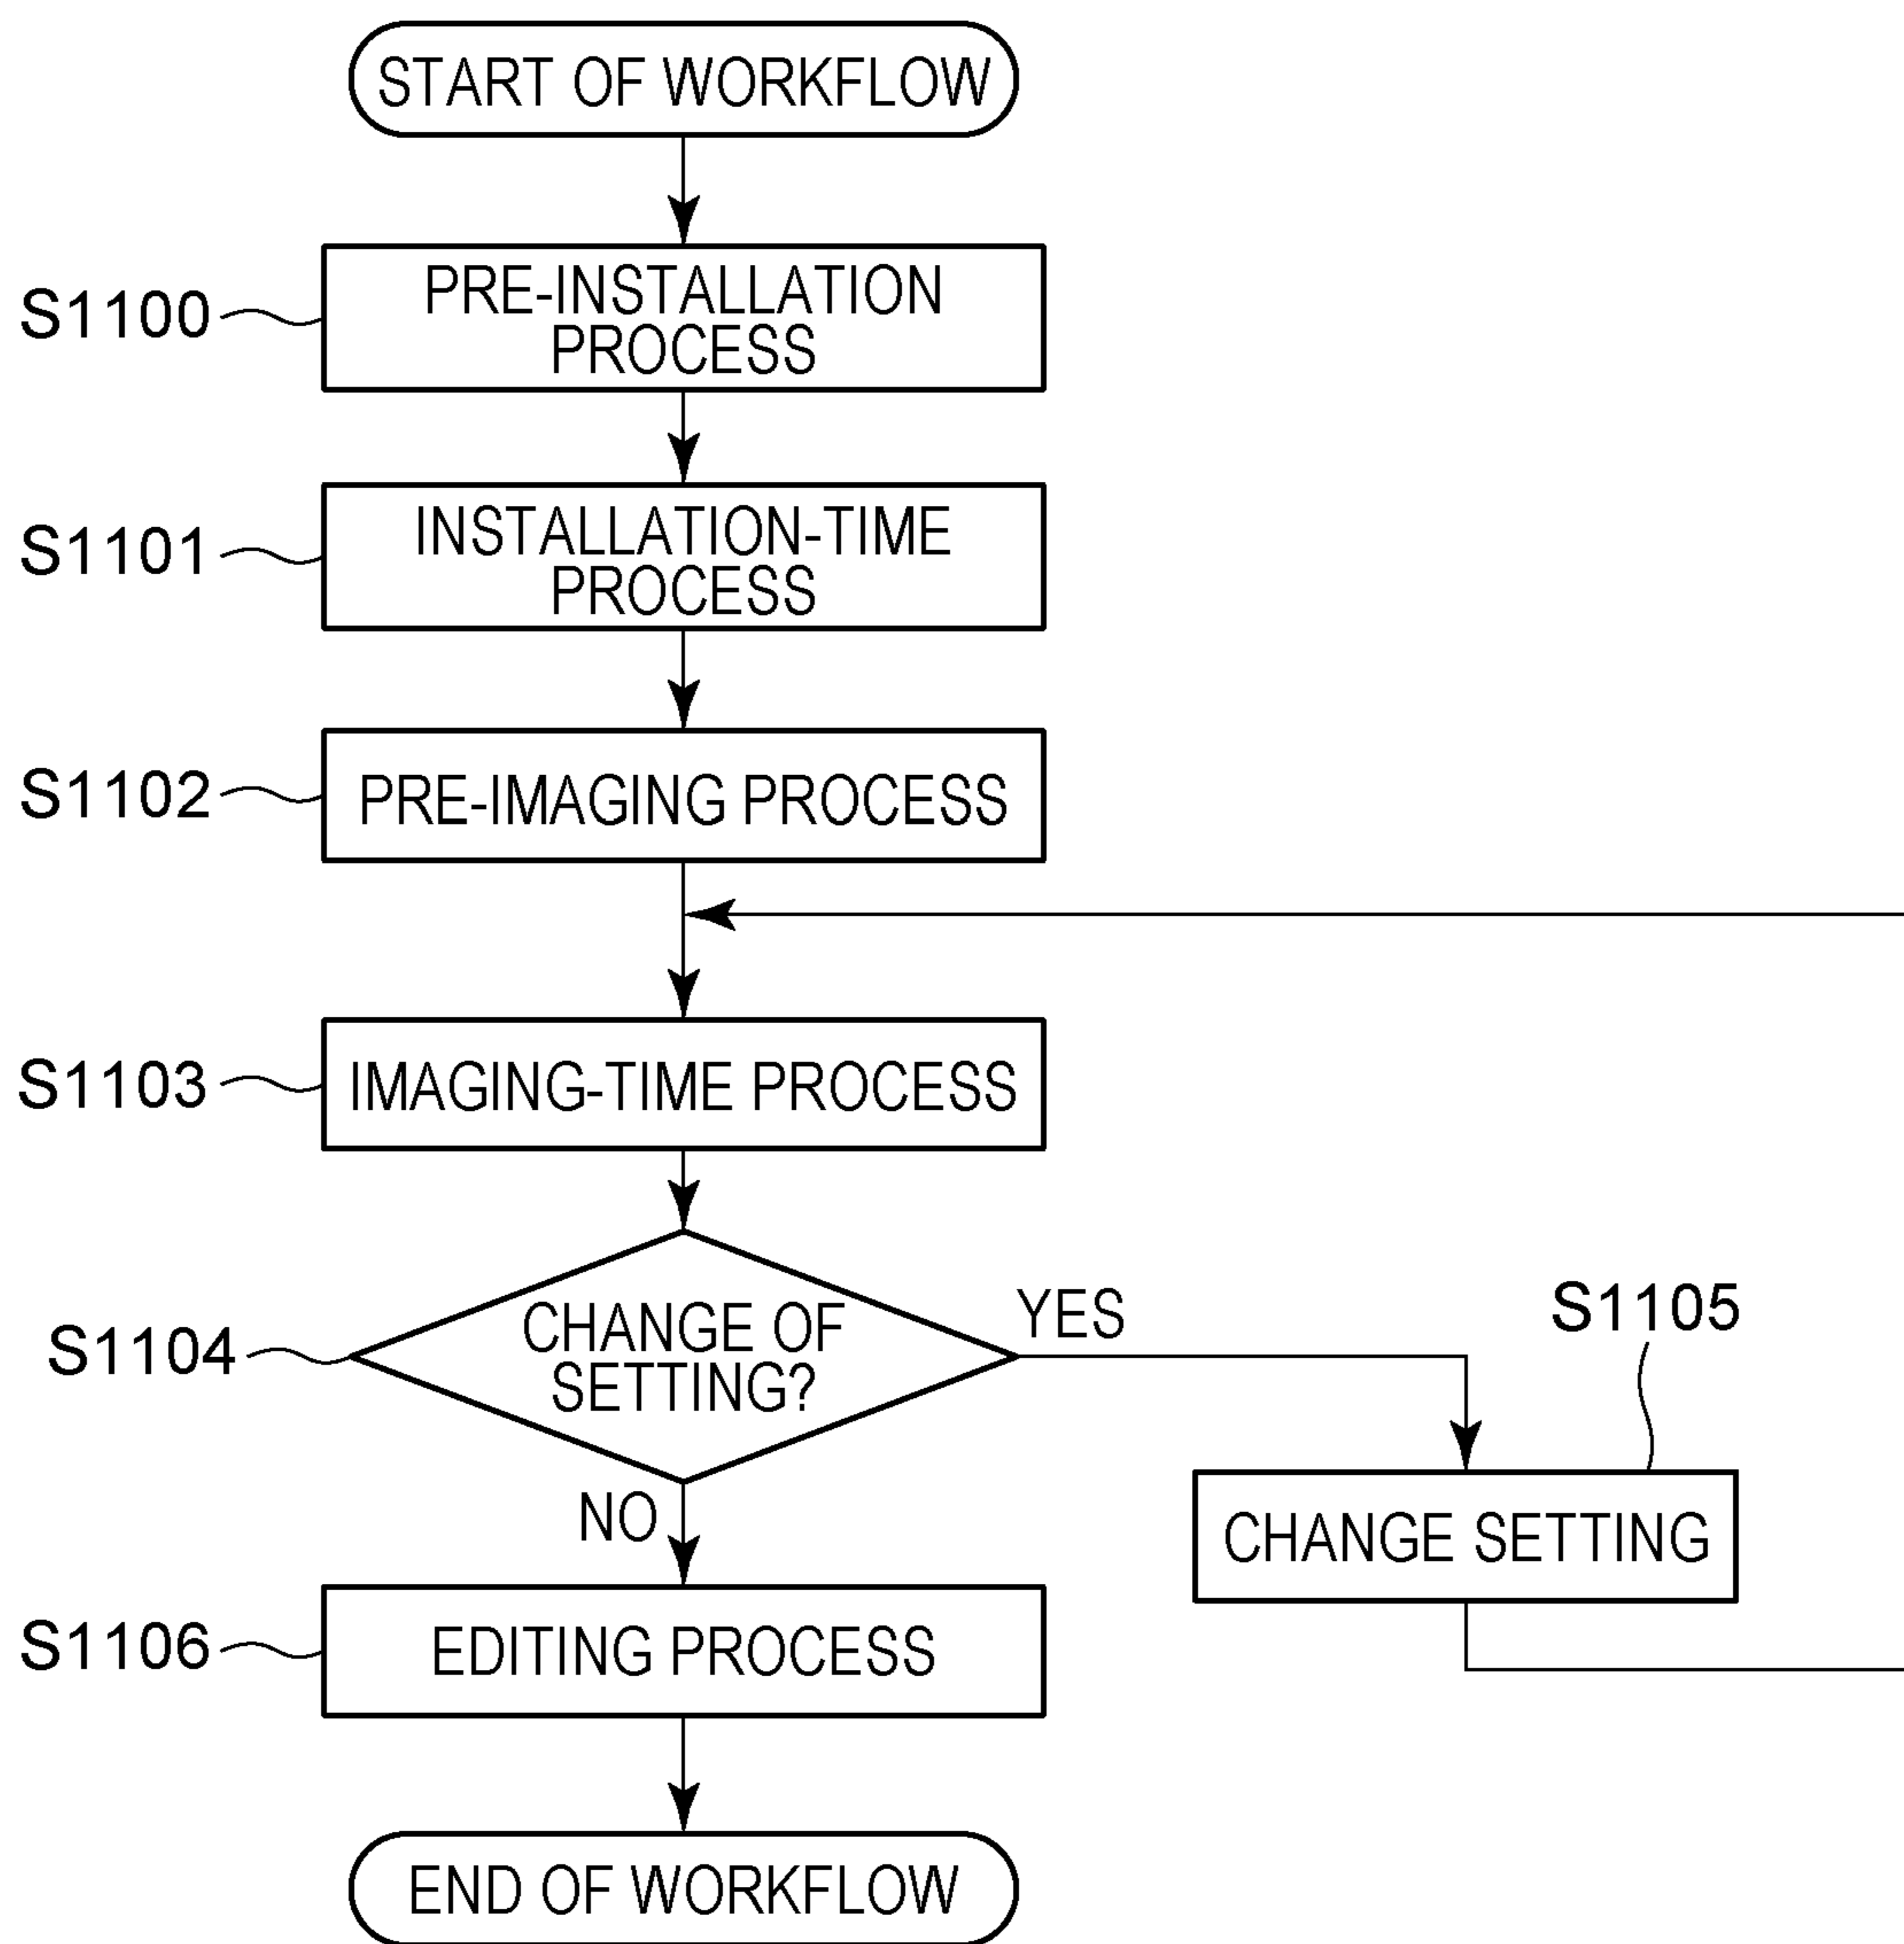 START OF WORKFLOW
S1100
PRE-INSTALLATION
PROCESS
S1101
INSTALLATION-TIME
PROCESS
S1102
PRE-IMAGING PROCESS
S1103
IMAGING-TIME PROCESS
S1104
CHANGE OF
SETTING?
YES
S1105
CHANGE SETTING
NO
S1106
EDITING PROCESS
END OF WORKFLOW